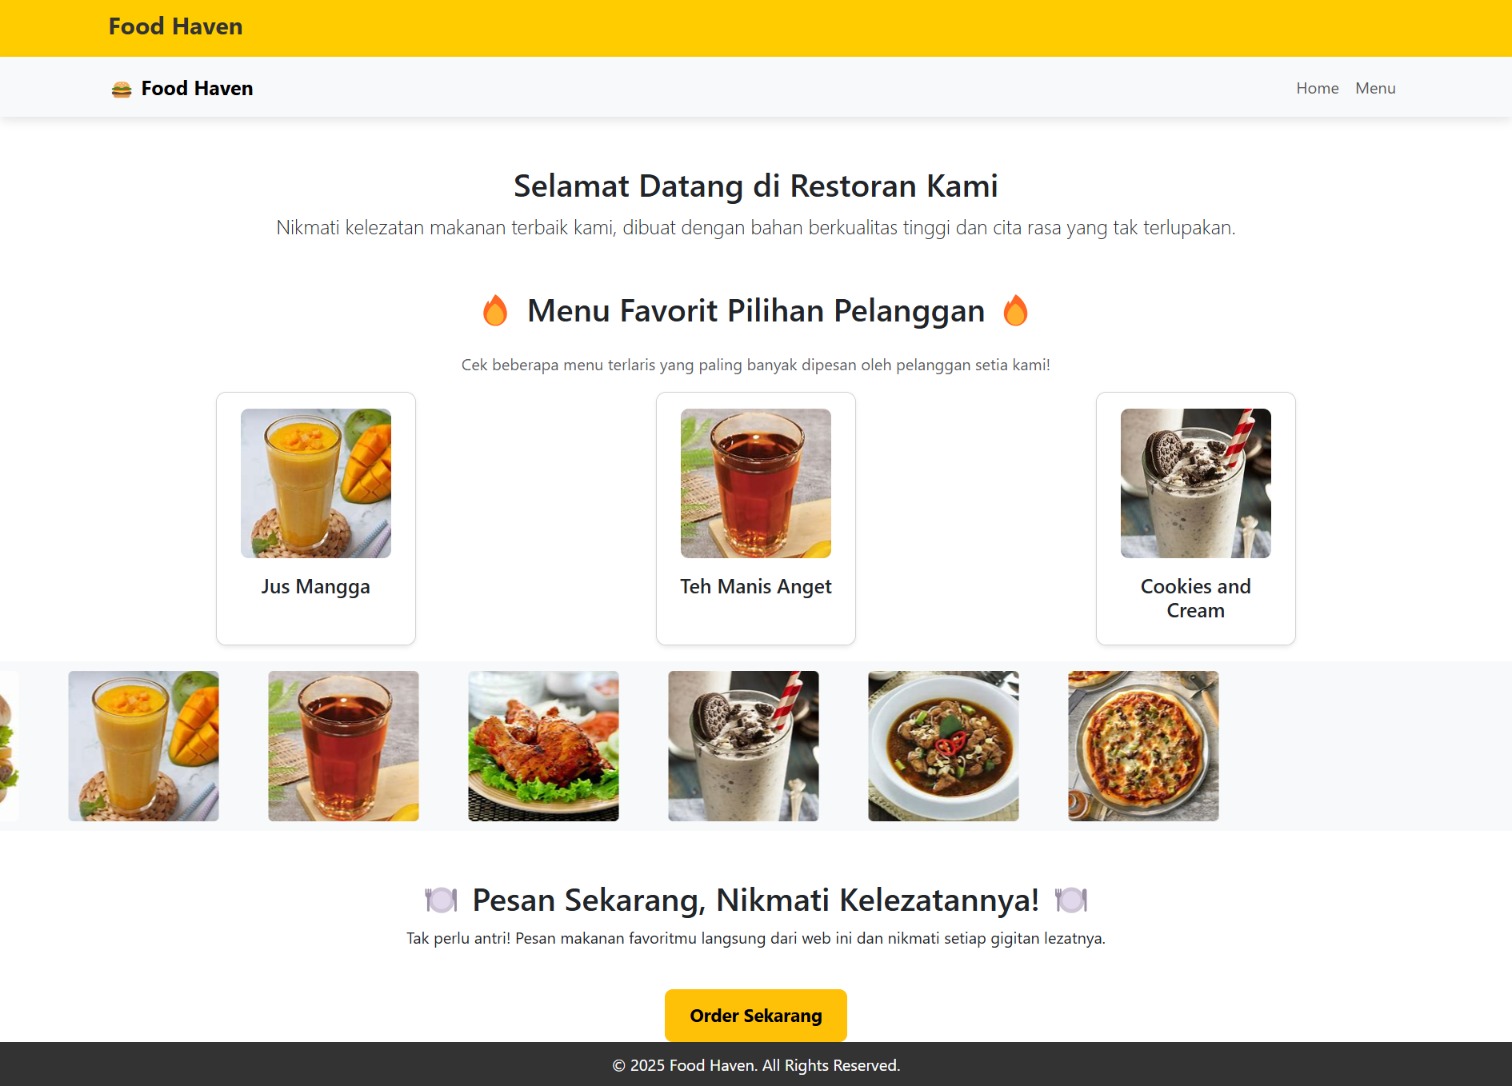 Food Haven
🍔 Food Haven
Home Menu
Selamat Datang di Restoran Kami
Nikmati kelezatan makanan terbaik kami, dibuat dengan bahan berkualitas tinggi dan cita rasa yang tak terlupakan.
🔥 Menu Favorit Pilihan Pelanggan 🔥
Cek beberapa menu terlaris yang paling banyak dipesan oleh pelanggan setia kami!
Jus Mangga
Teh Manis Anget
Cookies and
Cream
🍽️ Pesan Sekarang, Nikmati Kelezatannya! 🍽️
Tak perlu antri! Pesan makanan favoritmu langsung dari web ini dan nikmati setiap gigitan lezatnya.
Order Sekarang
© 2025 Food Haven. All Rights Reserved.